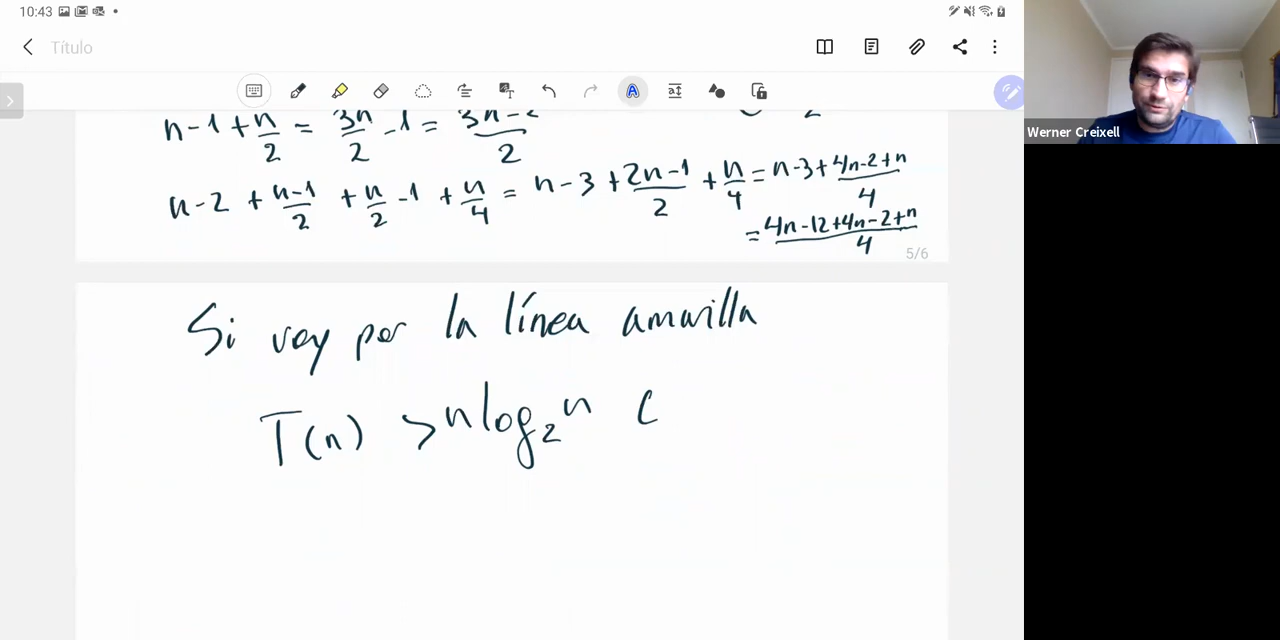 10:43
Título
n-1 + n/2 = 3n/2 - 1 = 3n-2/2
2
n-2 + n-1/2 + n/2 - 1 + n/4 = n-3 + 2n-1/2 + n/4 = n-3 + 4n-2+n/4
= 4n-12+4n-2+n/4
5/6
Si voy por la línea amarilla
T(n) > n log₂ n C
Werner Creixell